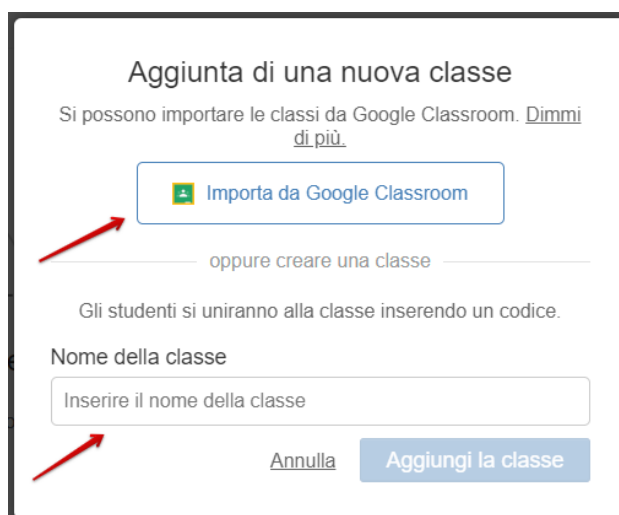 Aggiunta di una nuova classe
Si possono importare le classi da Google Classroom. Dimmi
di più.
Importa da Google Classroom
oppure creare una classe
Gli studenti si uniranno alla classe inserendo un codice.
Nome della classe
Inserire il nome della classe
Annulla
Aggiungi la classe